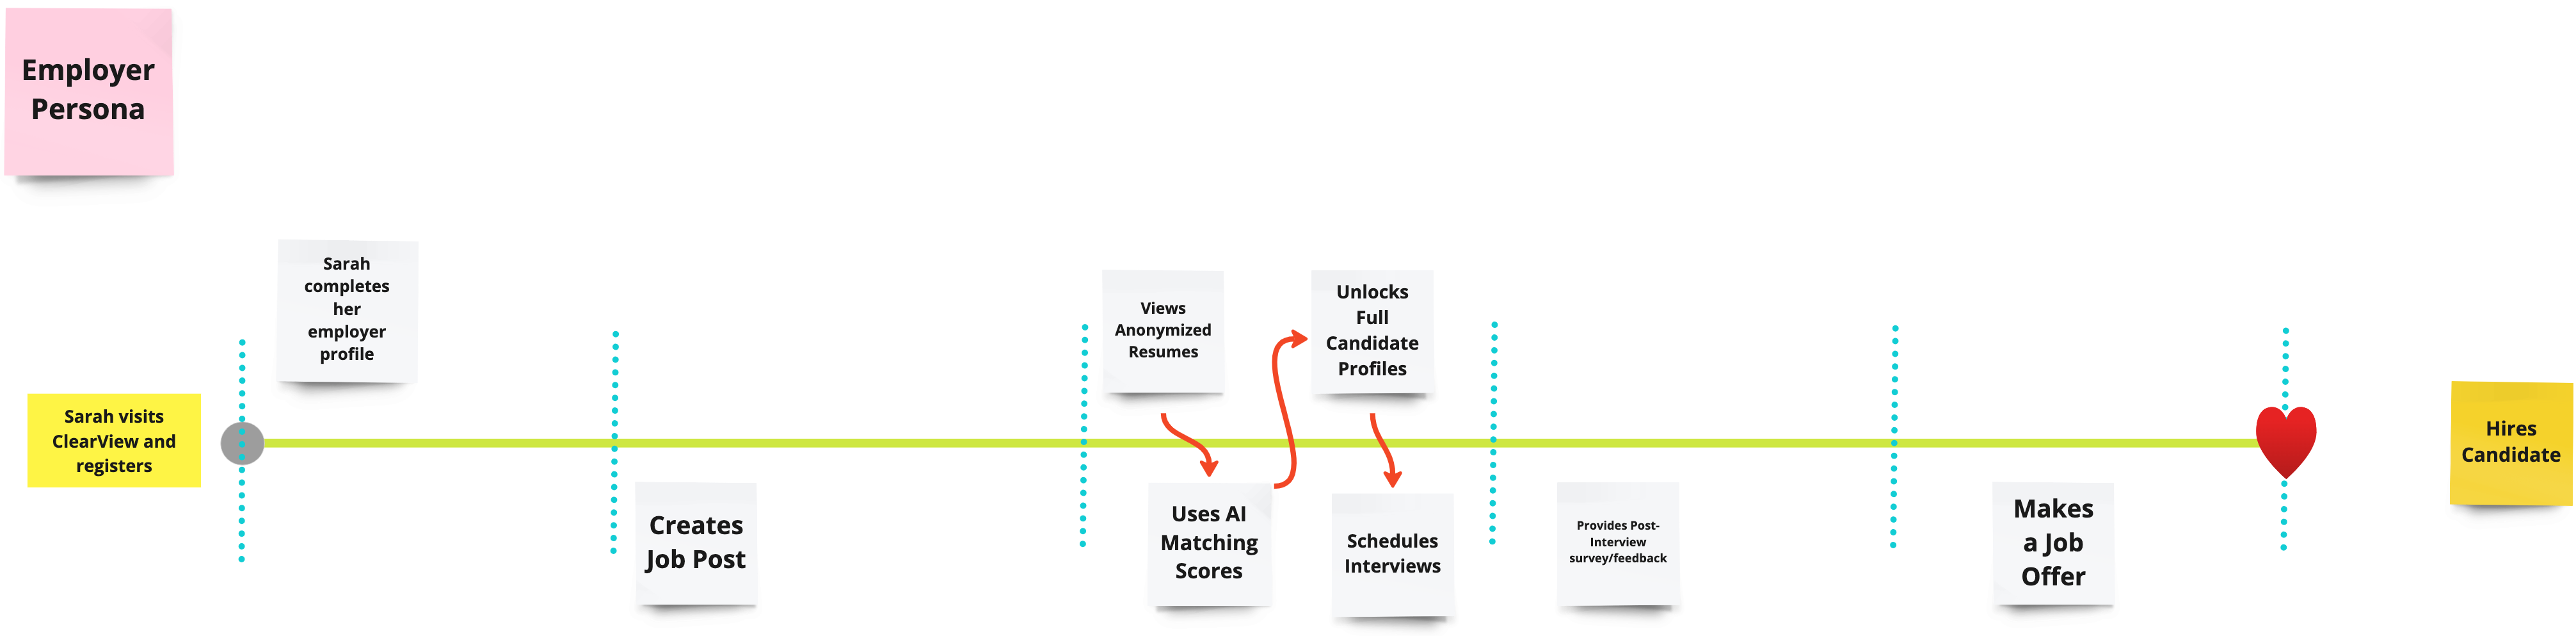 Employer
Persona
Sarah visits
ClearView and
registers
Sarah
completes
her
employer
profile
Creates
Job Post
Views
Anonymized
Resumes
Uses AI
Matching
Scores
Unlocks
Full
Candidate
Profiles
Schedules
Interviews
Provides Post-
Interview
survey/feedback
Makes
a Job
Offer
Hires
Candidate